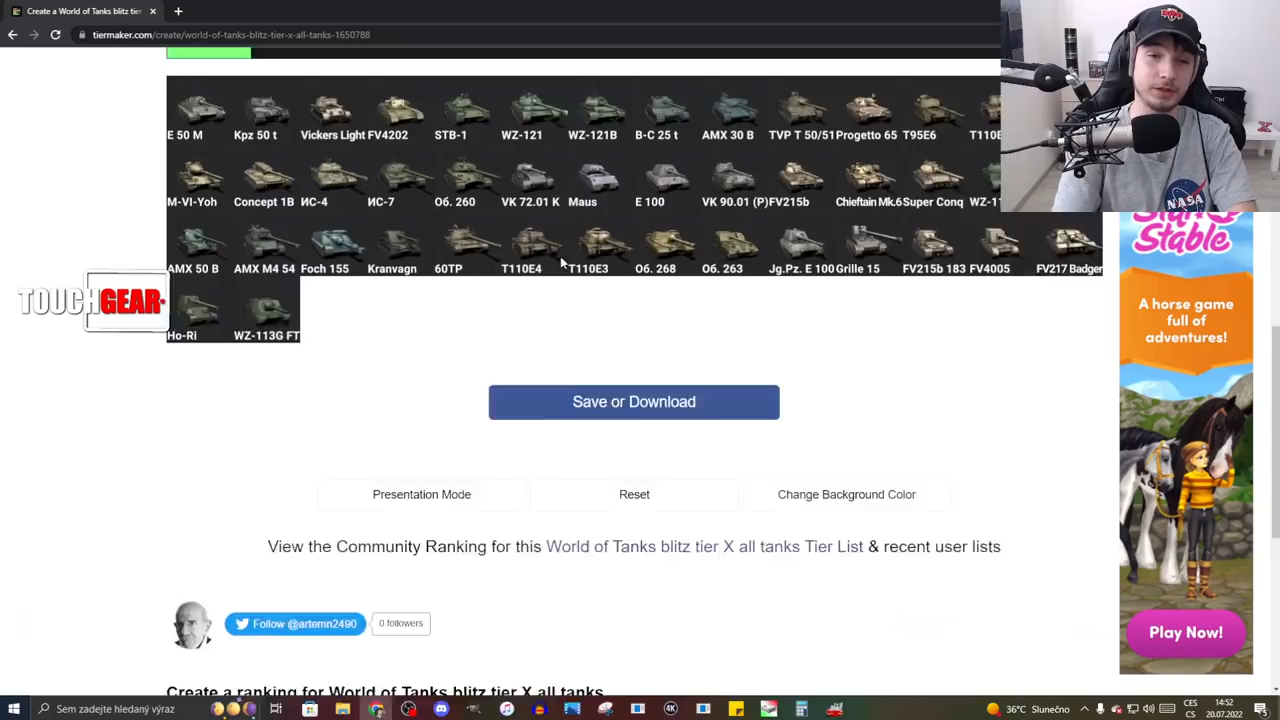 Create a World of Tanks blitz tier
tiermaker.com/create/world-of-tanks-blitz-tier-x-all-tanks-1650788
E 50 M Kpz 50 t Vickers Light FV4202 STB-1 WZ-121 WZ-121B B-C 25 t AMX 30 B TVP T 50/51 Progetto 65 T95E6
M-VI-Yoh Concept 1B ИС-4 ИС-7 Об. 260 VK 72.01 K Maus E 100 VK 90.01 (P) FV215b Chieftain Mk.6 Super Conq
AMX 50 B AMX M4 54 Foch 155 Kranvagn 60TP T110E4 T110E3 Об. 268 Об. 263 Jg.Pz. E 100 Grille 15 FV215b 183 FV4005 FV217 Badger
TOUCHGEAR
Ho-Ri WZ-113G FT
Save or Download
Presentation Mode Reset Change Background Color
View the Community Ranking for this World of Tanks blitz tier X all tanks Tier List & recent user lists
Follow @artemn2490 0 followers
Create a ranking for World of Tanks blitz tier X all tanks
NASA
Stable
A horse game
full of
adventures!
Play Now!
Sem zadejte hledaný výraz
4K
36°C Slunečno
CES
CS
14:52
20.07.2022
5